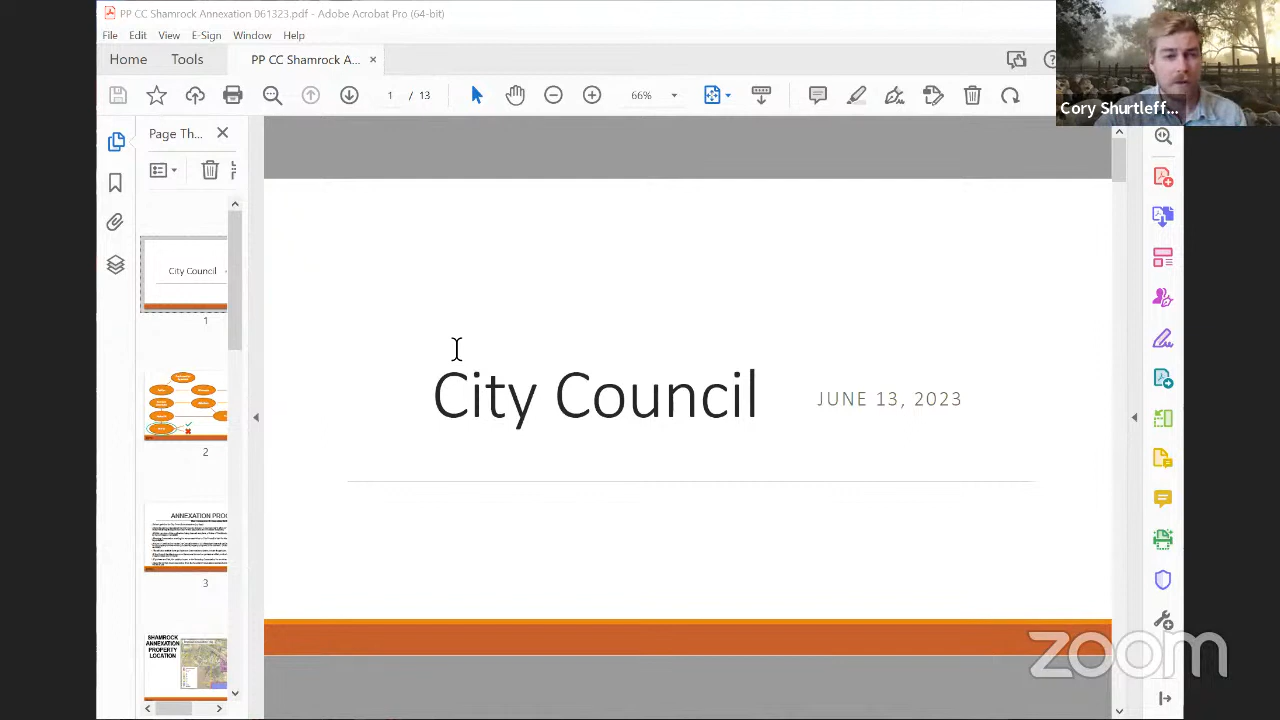 PP CC Shamrock Annexation 061323.pdf - Adobe Acrobat Pro (64-bit)
File Edit View E-Sign Window Help
Home Tools PP CC Shamrock A...
1 / 13 66%
Cory Shurtleff...
Page Th...
City Council
1
2
ANNEXATION PRO
3
SHAMROCK
ANNEXATION
PROPERTY
LOCATION
City Council JUNE 13, 2023
zoom